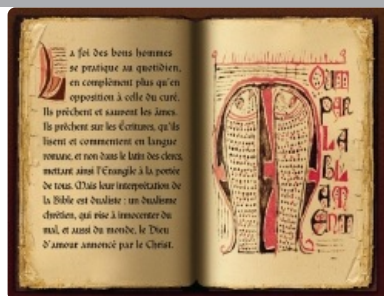 La foi des bons hommes
se pratique au quotidien,
en complément plus qu'en
opposition à celle du curé.
Ils prêchent et sauvent les âmes.
Ils prêchent sur les Écritures, qu'ils
lisent et commentent en langue
romane, et non dans le latin des clercs,
mettant ainsi l'Évangile à la portée
de tous. Mais leur interprétation de
la Bible est dualiste : un dualisme
chrétien, qui vise à innocenter du
mal, et aussi du monde, le Dieu
d'amour annoncé par le Christ.
PAR
LA